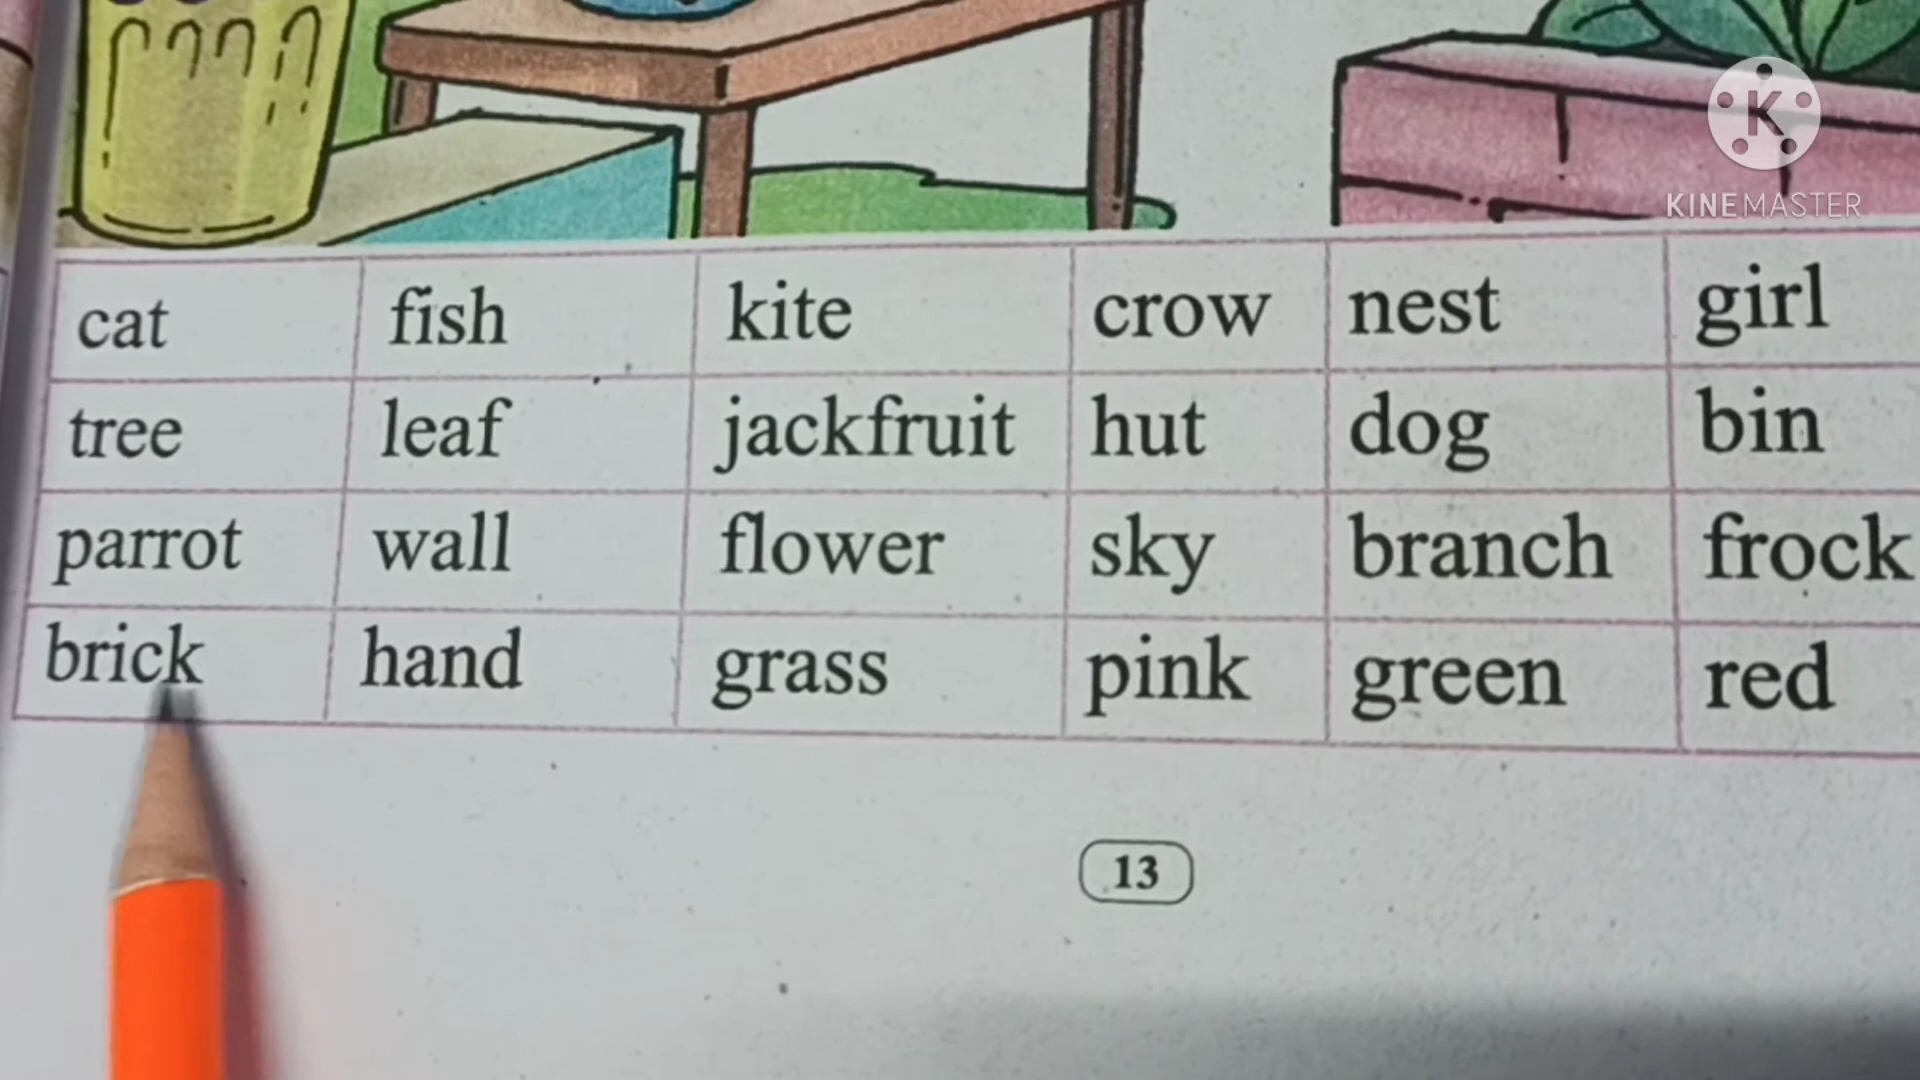 KINEMASTER
cat fish kite crow nest girl
tree leaf jackfruit hut dog bin
parrot wall flower sky branch frock
brick hand grass pink green red
13